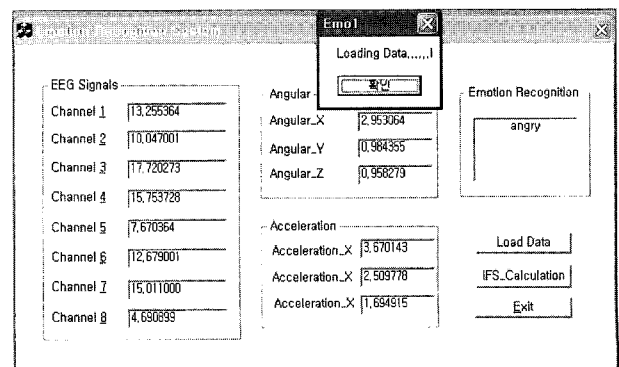 Emo1
Loading Data,,,,,,!
확인
EEG Signals
Channel 1 13,255364
Channel 2 10,047001
Channel 3 17,720273
Channel 4 15,753728
Channel 5 7,670364
Channel 6 12,679001
Channel 7 15,011000
Channel 8 4,690899
Angular
Angular_X 2,953064
Angular_Y 0,984355
Angular_Z 0,958279
Acceleration
Acceleration_X 3,670143
Acceleration_X 2,509778
Acceleration_X 1,694915
Emotion Recognition
angry
Load Data
IFS_Calculation
Exit